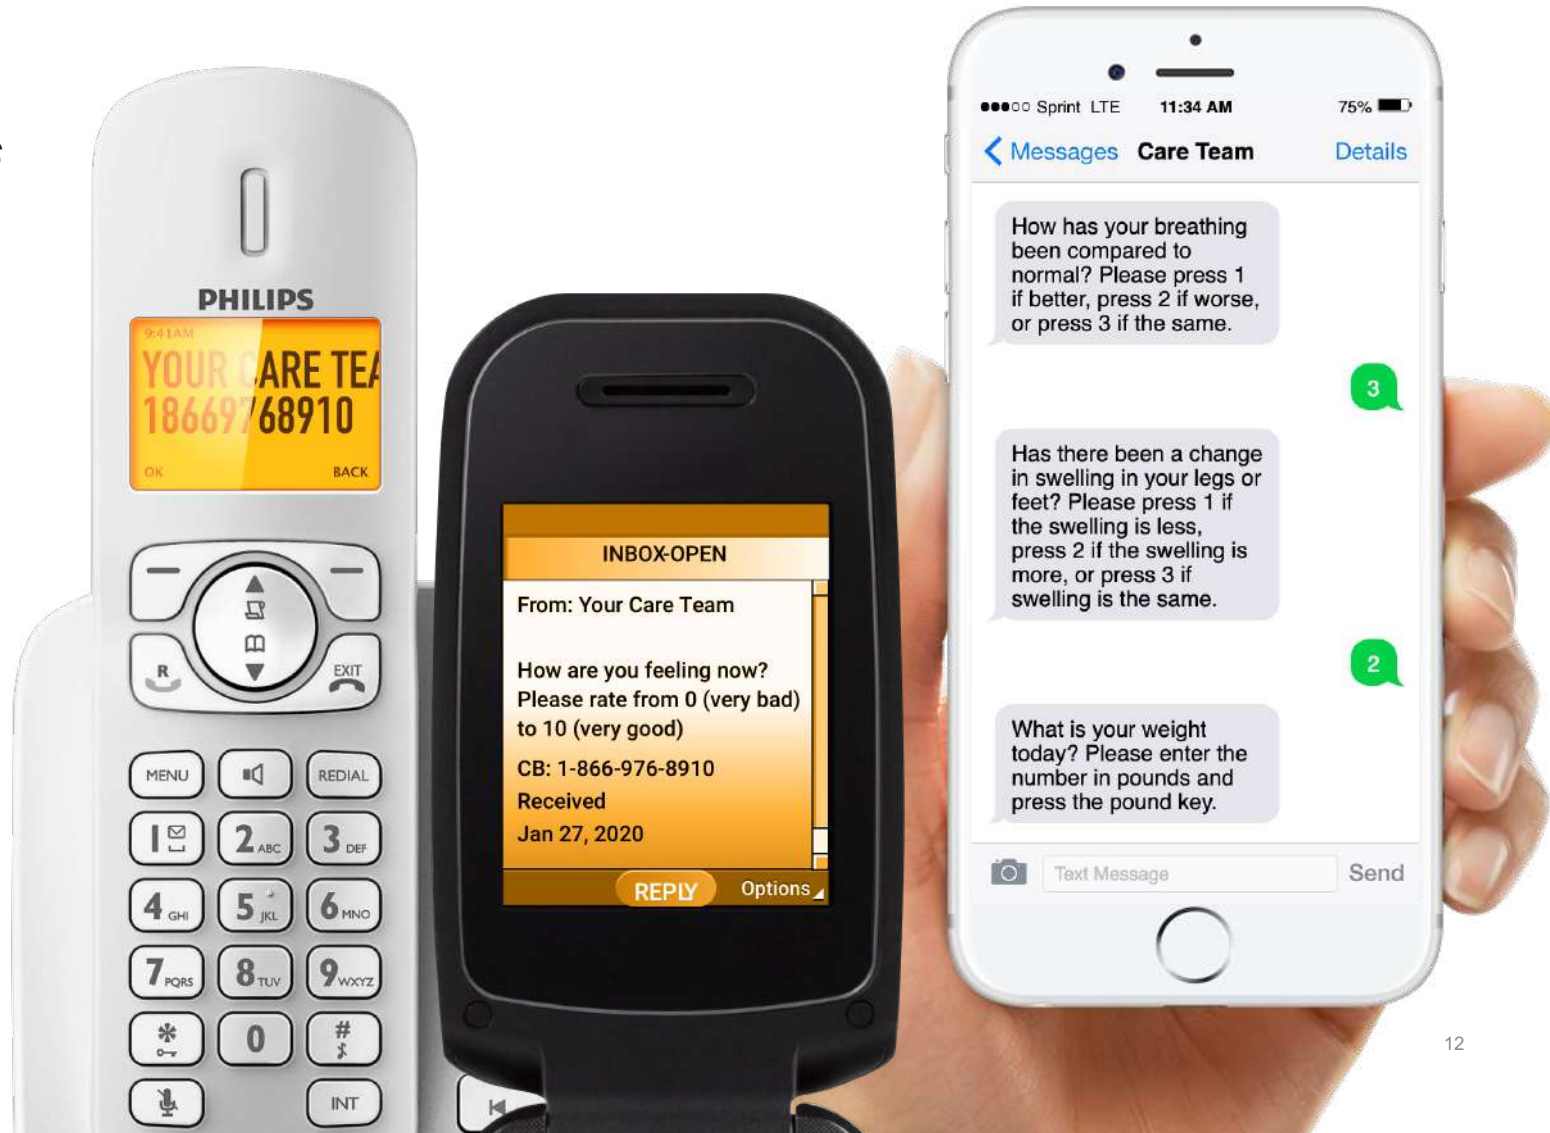 PHILIPS
9:41AM
YOUR CARE TEA
18669768910
OK
BACK
R
EXIT
MENU
REDIAL
1
2 ABC
3 DEF
4 GHI
5 JKL
6 MNO
7 PQRS
8 TUV
9 WXYZ
*
0
#
INT
INBOX-OPEN
From: Your Care Team
How are you feeling now?
Please rate from 0 (very bad)
to 10 (very good)
CB: 1-866-976-8910
Received
Jan 27, 2020
REPLY
Options
Sprint LTE
11:34 AM
75%
Messages
Care Team
Details
How has your breathing
been compared to
normal? Please press 1
if better, press 2 if worse,
or press 3 if the same.
3
Has there been a change
in swelling in your legs or
feet? Please press 1 if
the swelling is less,
press 2 if the swelling is
more, or press 3 if
swelling is the same.
2
What is your weight
today? Please enter the
number in pounds and
press the pound key.
Text Message
Send
12